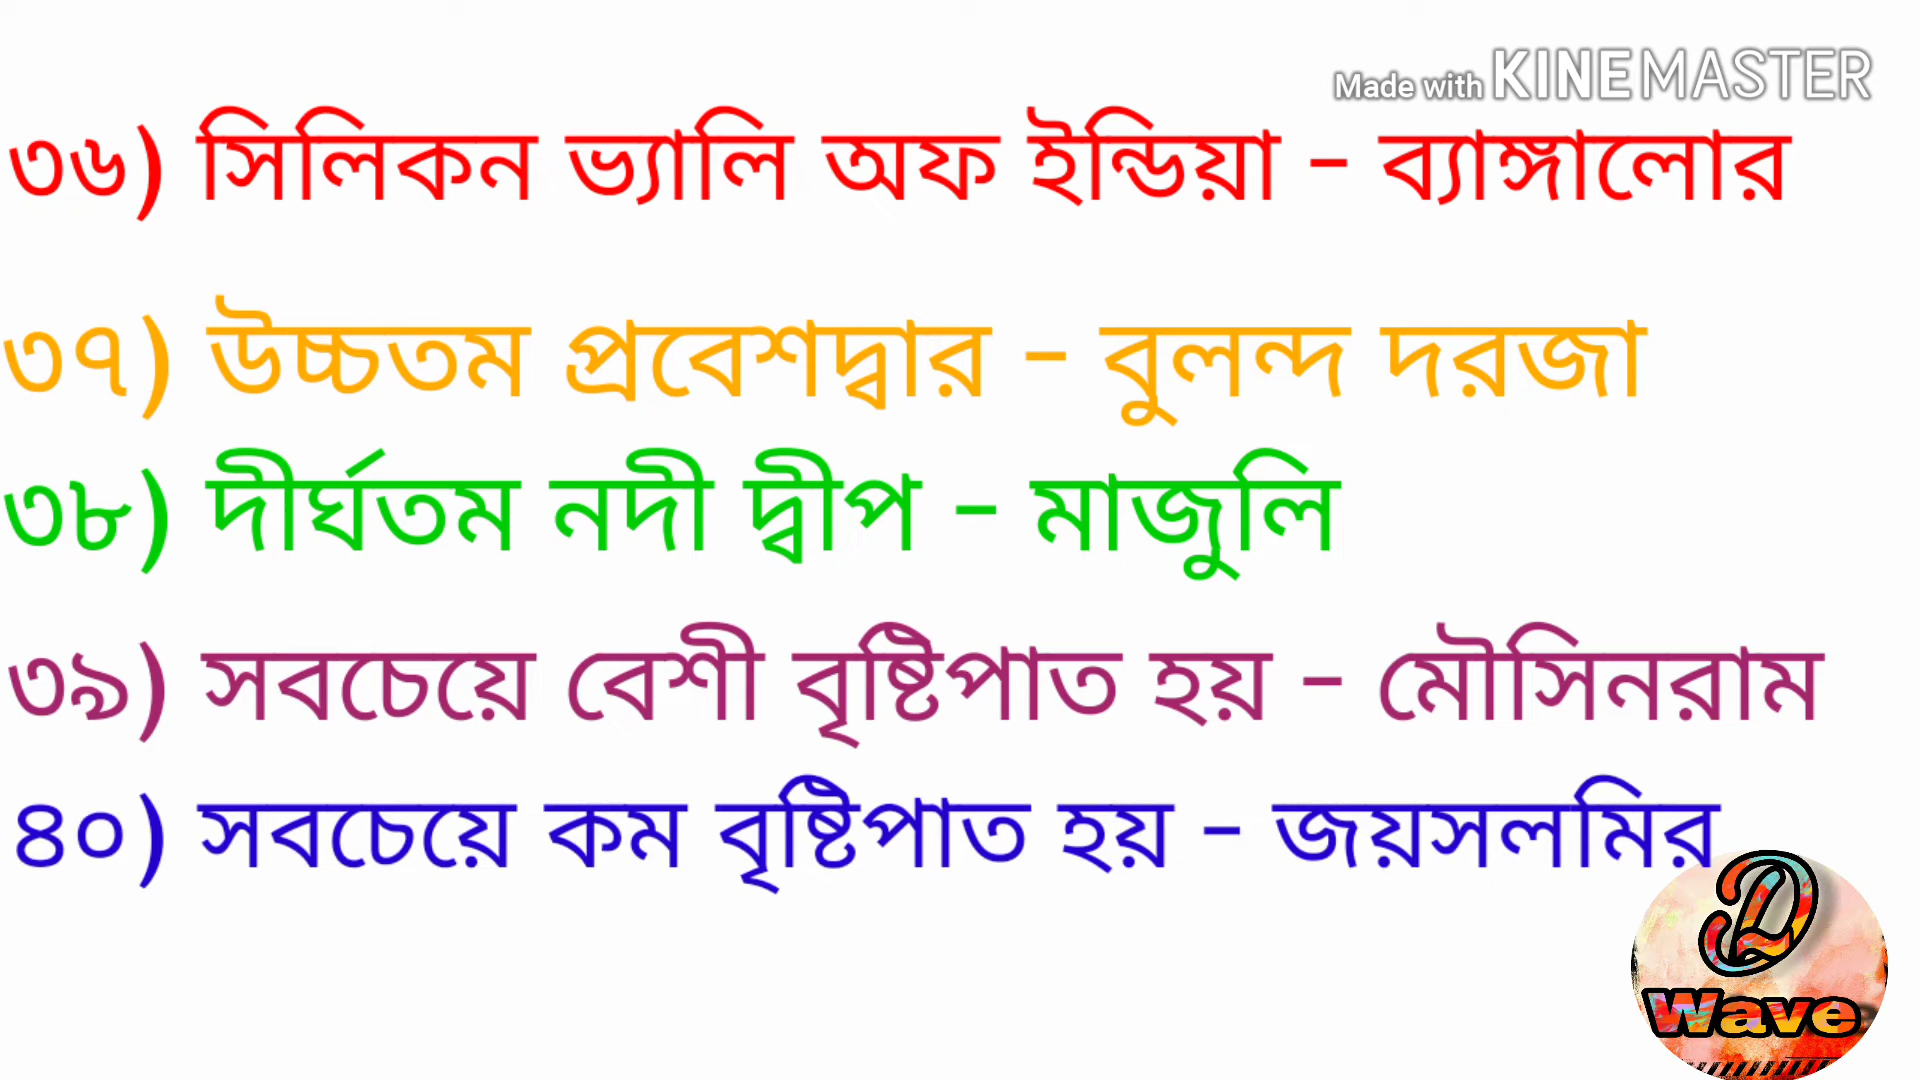 Made with KINEMASTER
৩৬) সিলিকন ভ্যালি অফ ইন্ডিয়া - ব্যাঙ্গালোর
৩৭) উচ্চতম প্রবেশদ্বার - বুলন্দ দরজা
৩৮) দীর্ঘতম নদী দ্বীপ - মাজুলি
৩৯) সবচেয়ে বেশী বৃষ্টিপাত হয় - মৌসিনরাম
৪০) সবচেয়ে কম বৃষ্টিপাত হয় - জয়সলমির
D
Wave